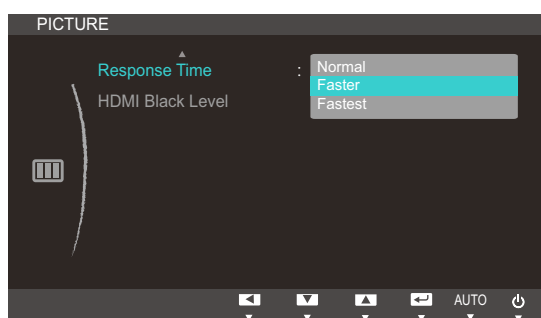 PICTURE
Response Time : Normal
Faster
HDMI Black Level
Fastest
AUTO